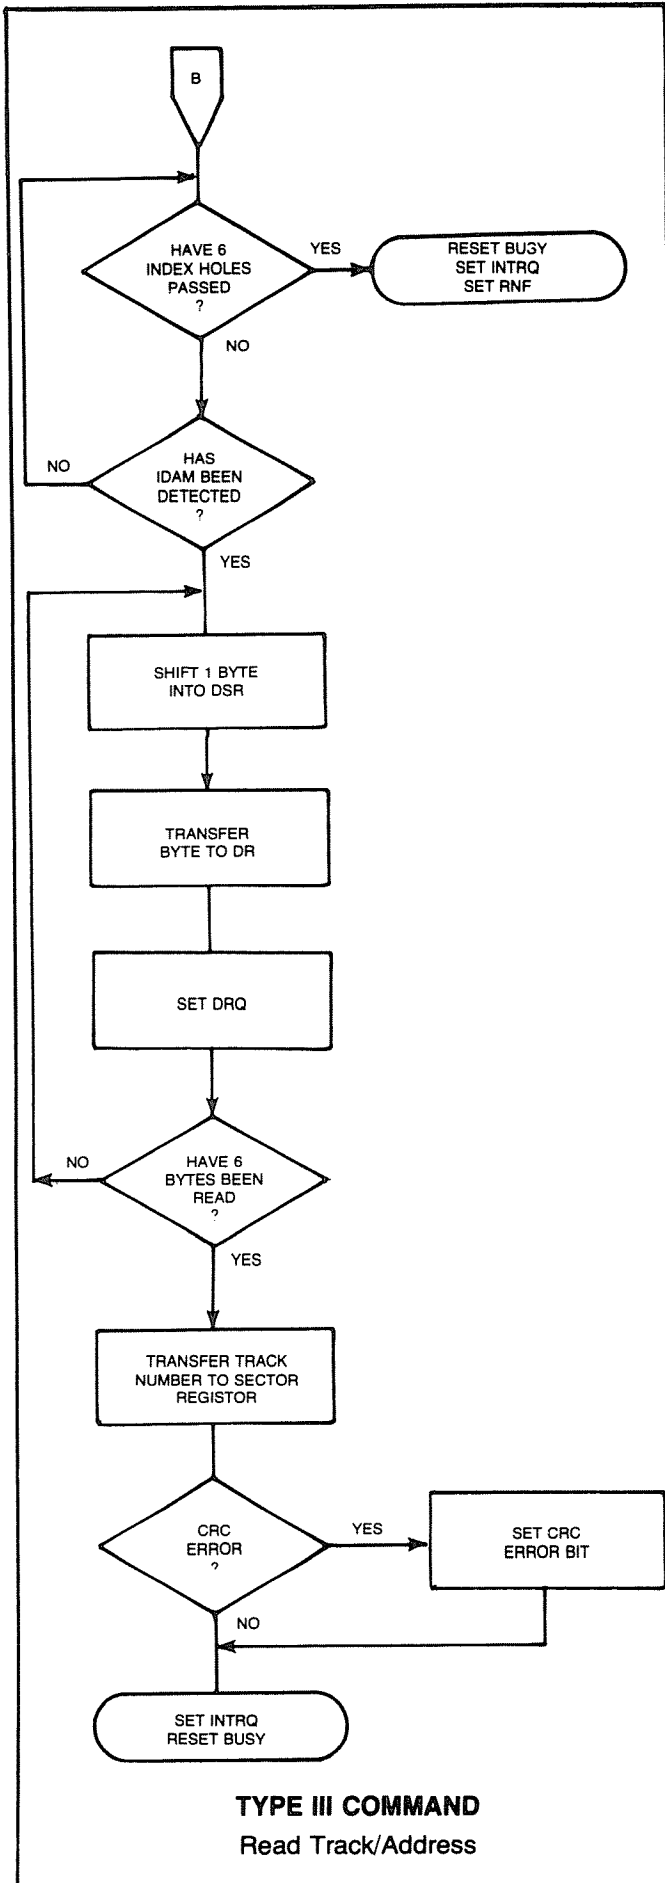 B
HAVE 6
INDEX HOLES
PASSED
?
YES
RESET BUSY
SET INTRQ
SET RNF
NO
HAS
IDAM BEEN
DETECTED
?
NO
YES
SHIFT 1 BYTE
INTO DSR
TRANSFER
BYTE TO DR
SET DRQ
HAVE 6
BYTES BEEN
READ
?
NO
YES
TRANSFER TRACK
NUMBER TO SECTOR
REGISTOR
CRC
ERROR
?
YES
SET CRC
ERROR BIT
NO
SET INTRQ
RESET BUSY
TYPE III COMMAND
Read Track/Address